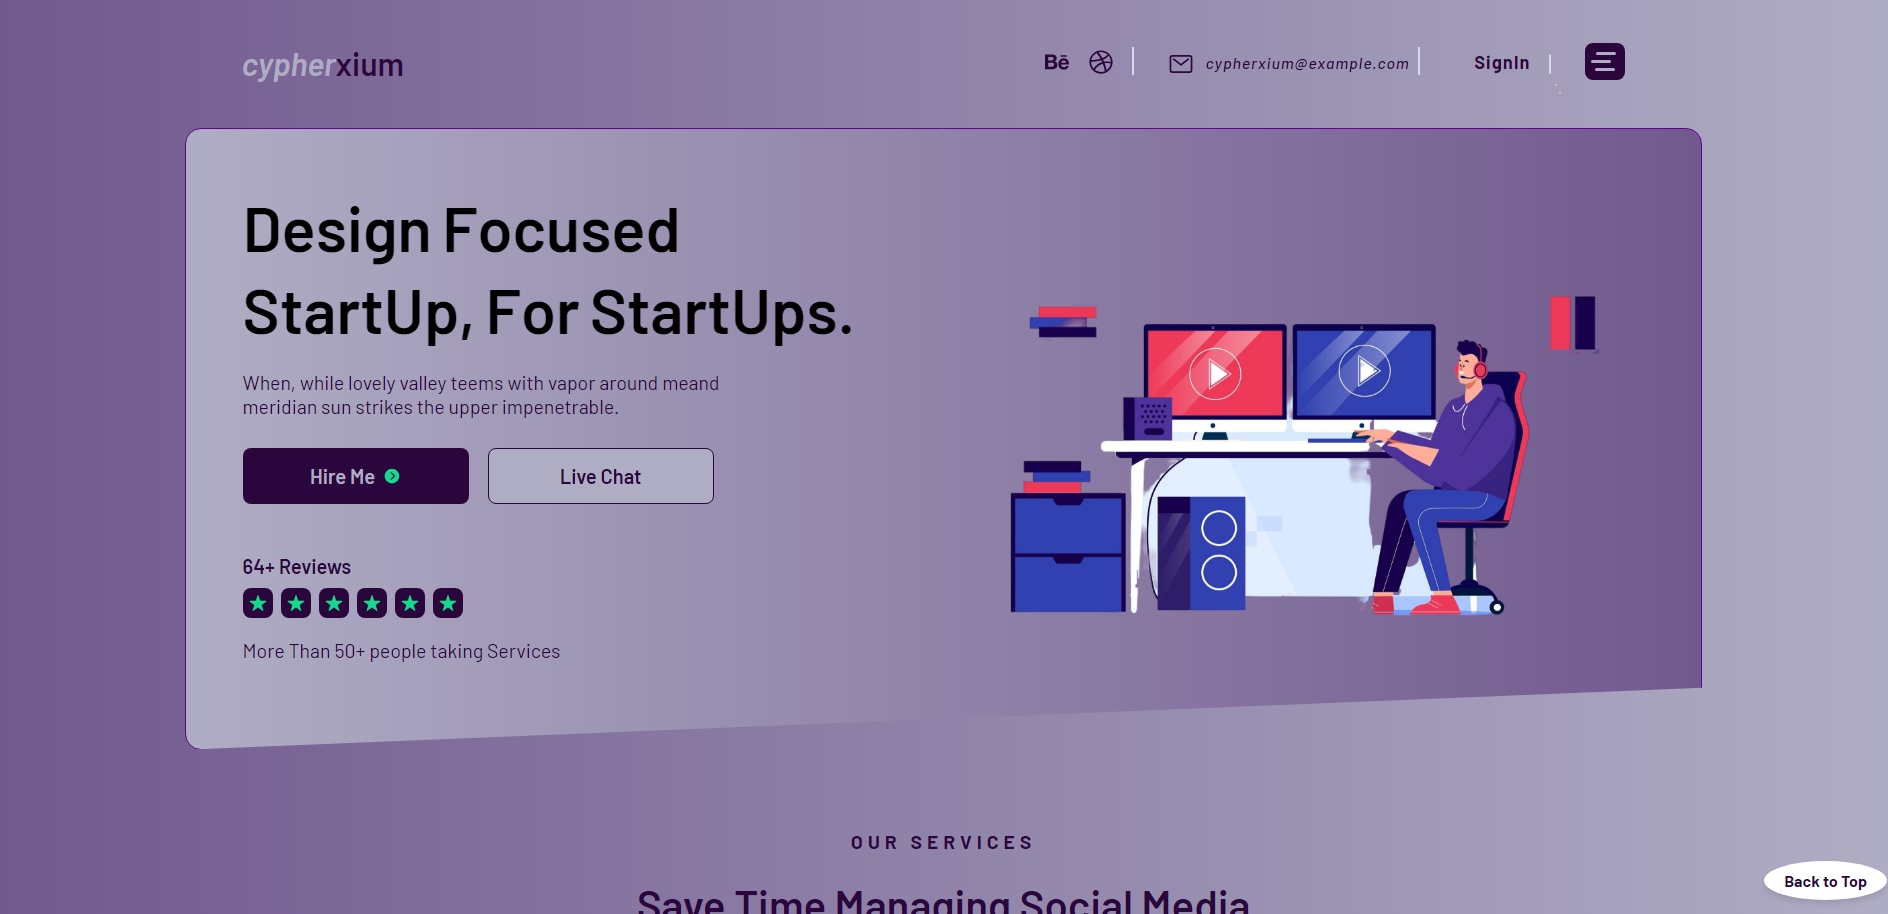 cypherxium
Bē
cypherxium@example.com
SignIn
Design Focused
StartUp, For StartUps.
When, while lovely valley teems with vapor around meand
meridian sun strikes the upper impenetrable.
Hire Me
Live Chat
64+ Reviews
More Than 50+ people taking Services
OUR SERVICES
Save Time Managing Social Media
Back to Top